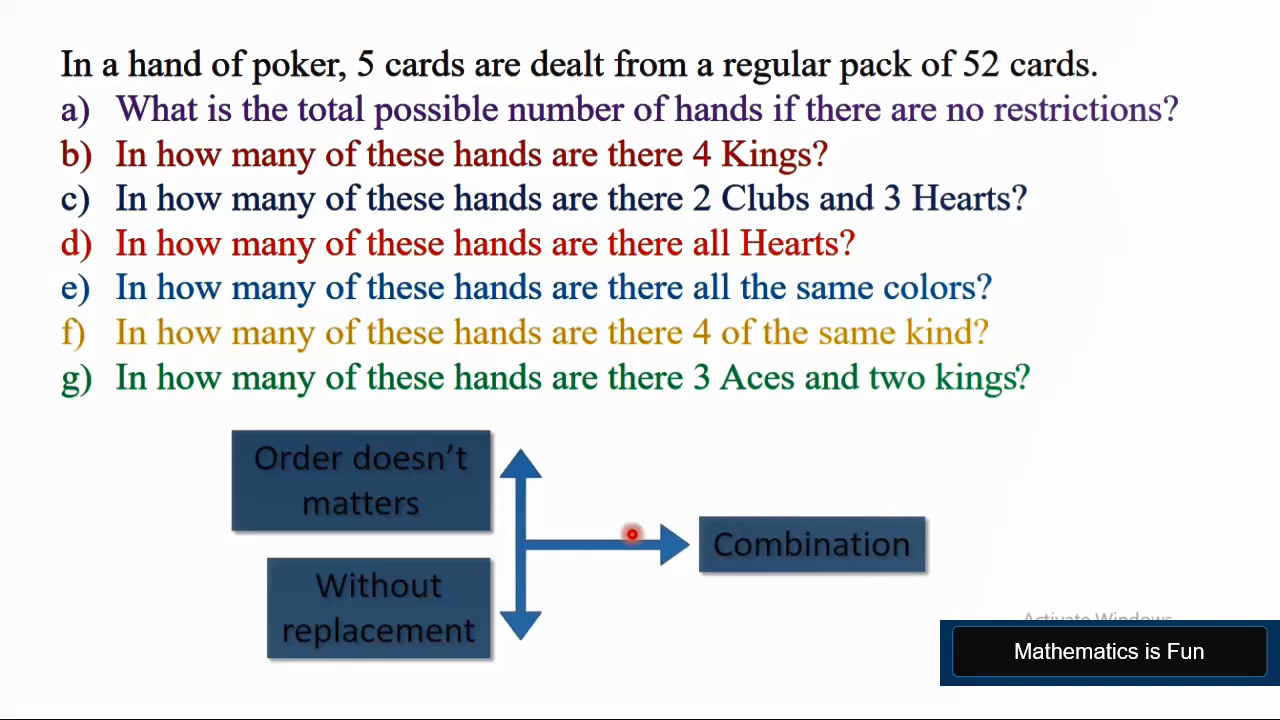 In a hand of poker, 5 cards are dealt from a regular pack of 52 cards.
a) What is the total possible number of hands if there are no restrictions?
b) In how many of these hands are there 4 Kings?
c) In how many of these hands are there 2 Clubs and 3 Hearts?
d) In how many of these hands are there all Hearts?
e) In how many of these hands are there all the same colors?
f) In how many of these hands are there 4 of the same kind?
g) In how many of these hands are there 3 Aces and two kings?
Order doesn't
matters
Combination
Without
replacement
Activate Windows
Mathematics is Fun